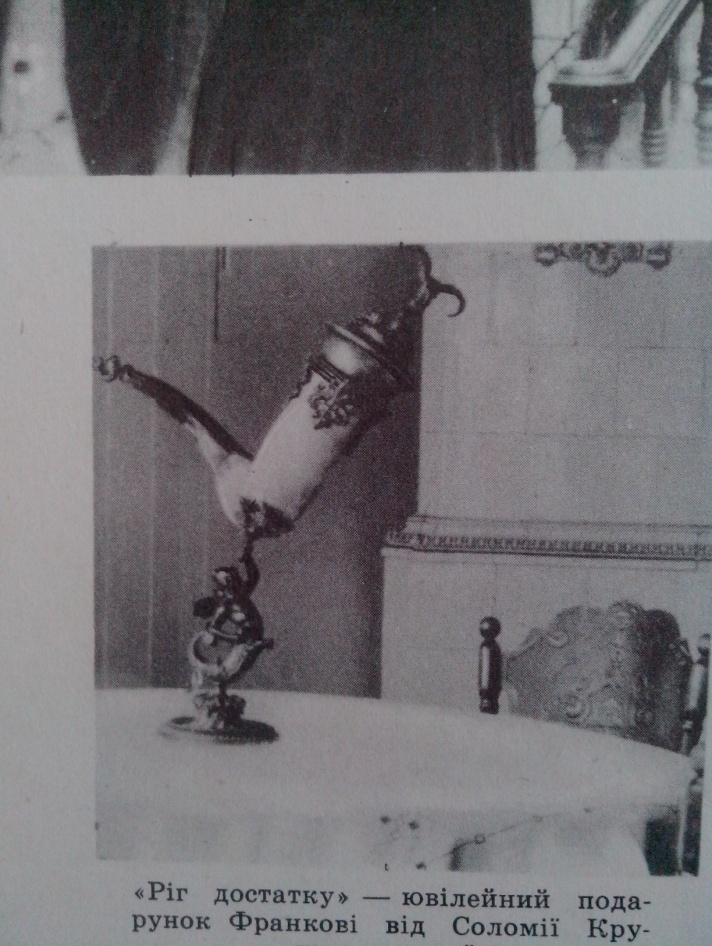 «Ріг достатку» — ювілейний пода-
рунок Франкові від Соломії Кру-